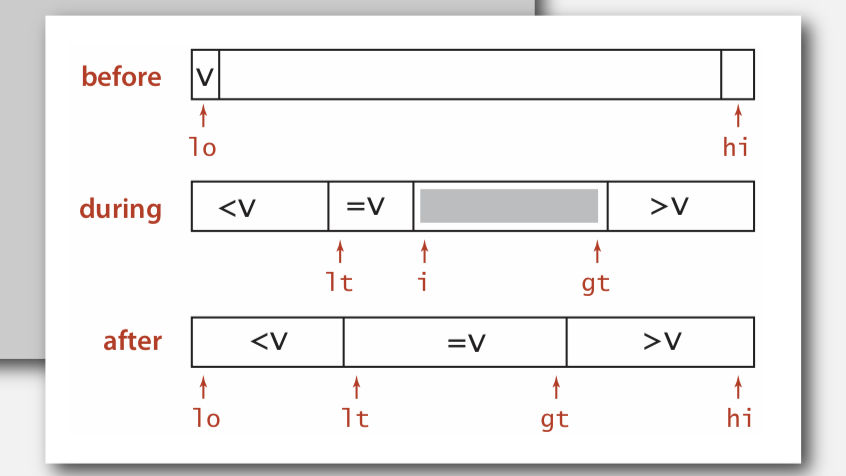 before V
lo hi
during <V =V >V
lt i gt
after <V =V >V
lo lt gt hi